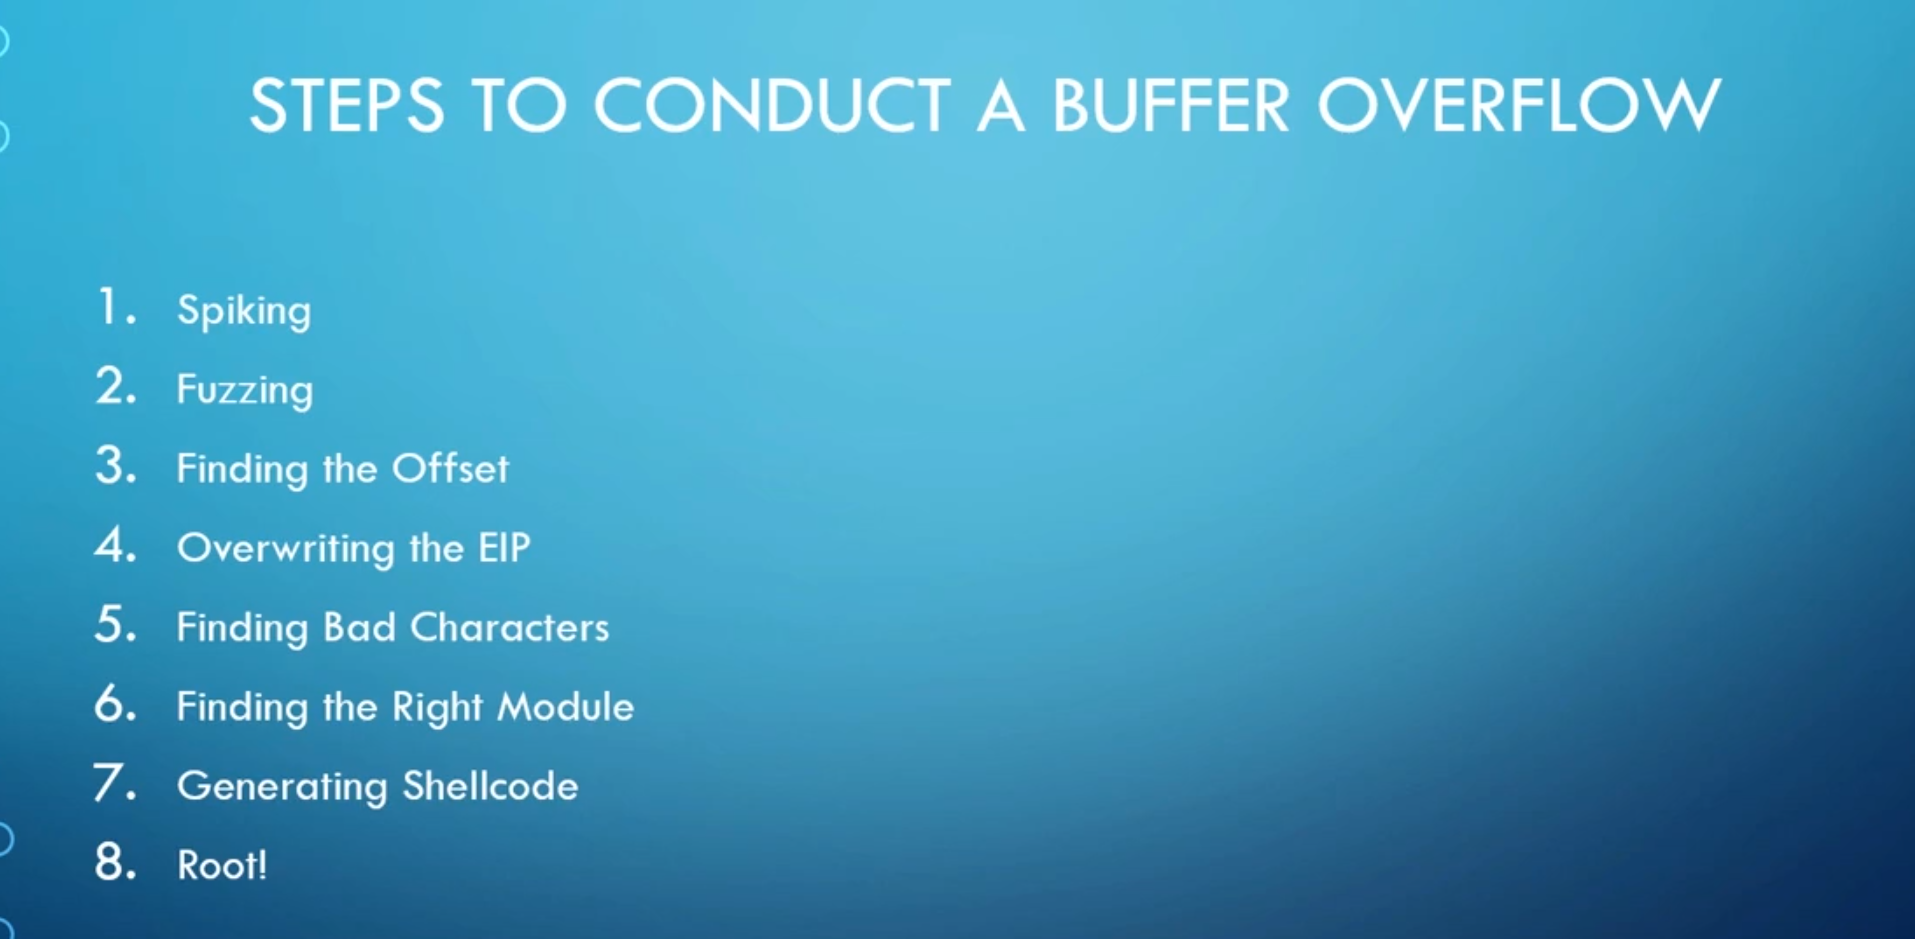 STEPS TO CONDUCT A BUFFER OVERFLOW
1. Spiking
2. Fuzzing
3. Finding the Offset
4. Overwriting the EIP
5. Finding Bad Characters
6. Finding the Right Module
7. Generating Shellcode
8. Root!